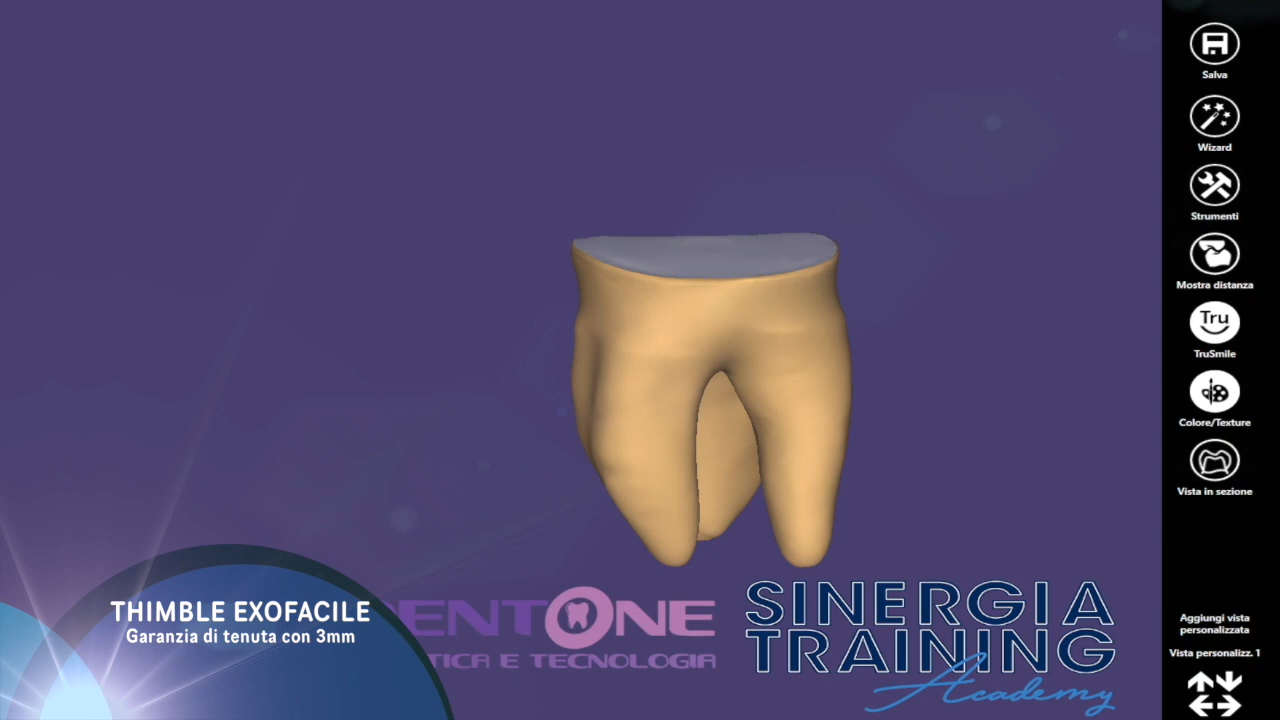 Salva
Wizard
Strumenti
Mostra distanza
Tru
TruSmile
Colore/Texture
Vista in sezione
Aggiungi vista
personalizzata
Vista personalizz. 1
THIMBLE EXOFACILE
Garanzia di tenuta con 3mm
ENTONE
TICA E TECNOLOGIA
SINERGIA
TRAINING
Academy